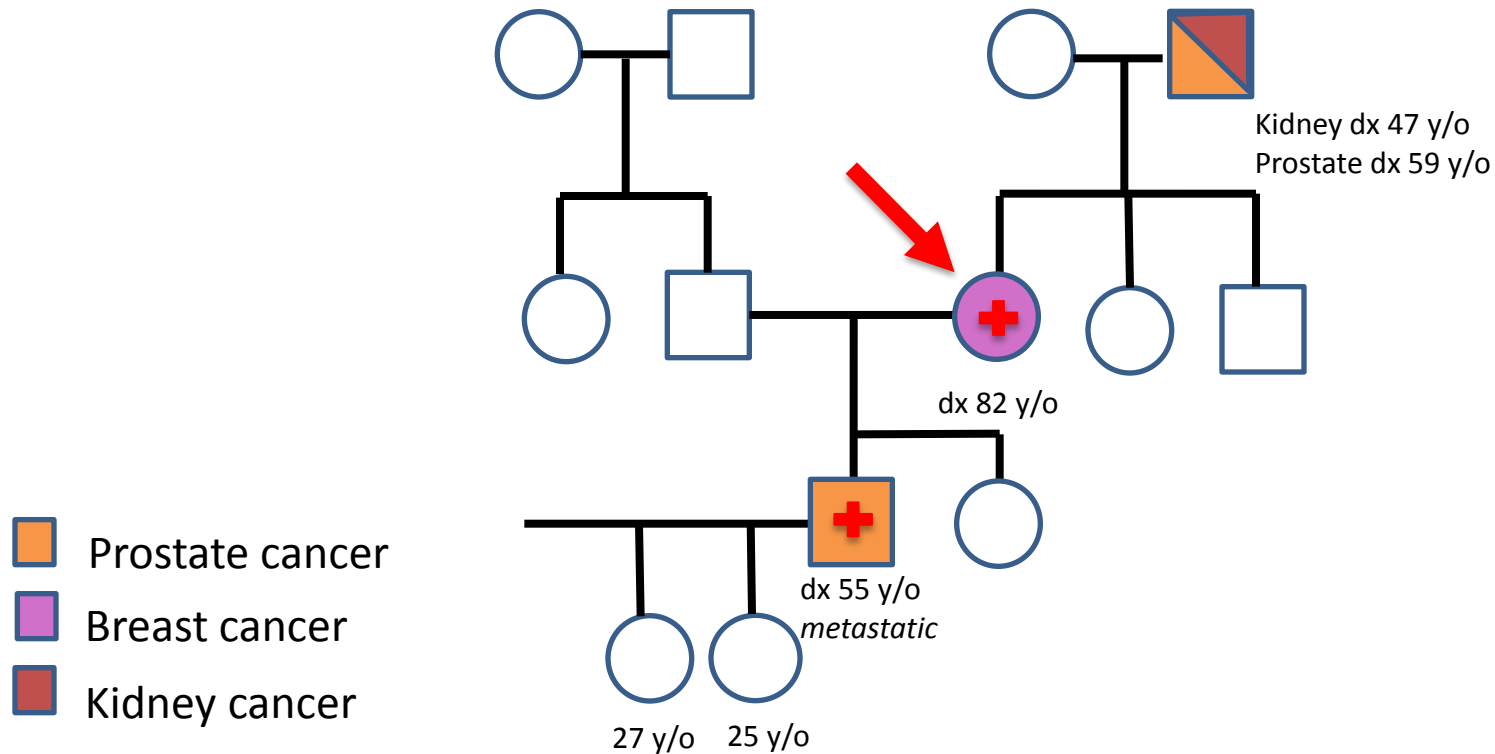 Kidney dx 47 y/o
Prostate dx 59 y/o
dx 82 y/o
Prostate cancer
Breast cancer
Kidney cancer
dx 55 y/o
metastatic
27 y/o
25 y/o